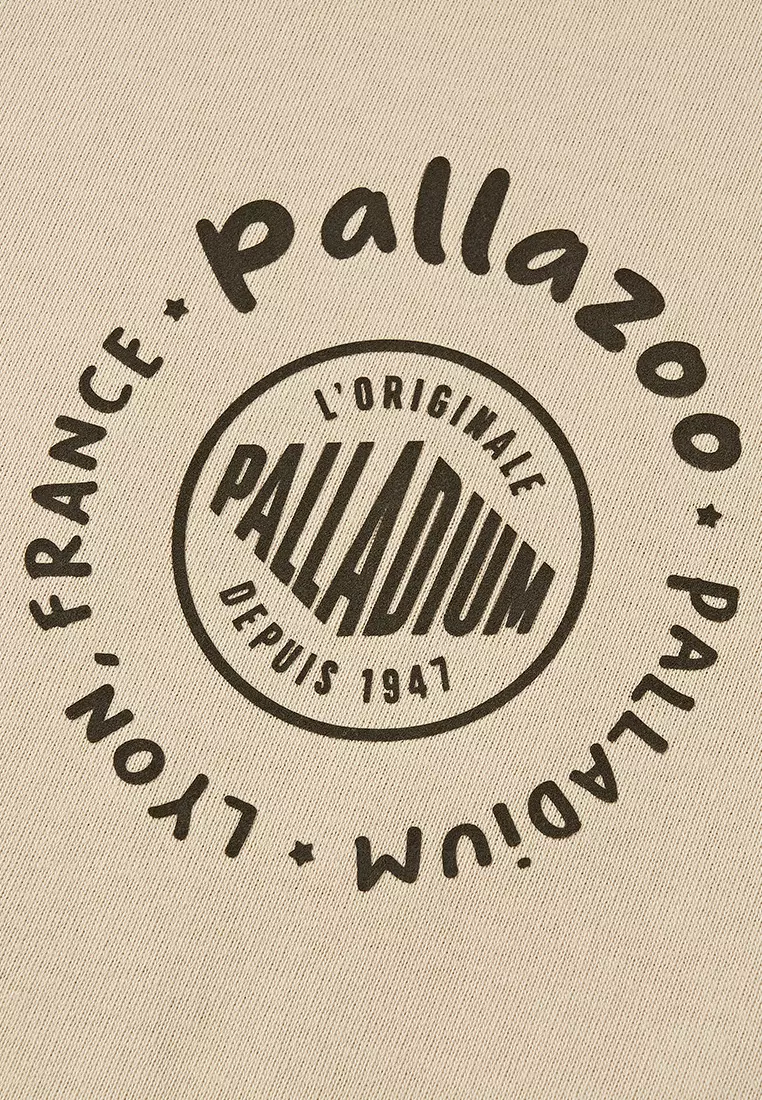 pallazoo ★ PALLADiUM ★ LYON, FRANCE ★
L'ORIGINALE
PALLADIUM
DEPUIS 1947